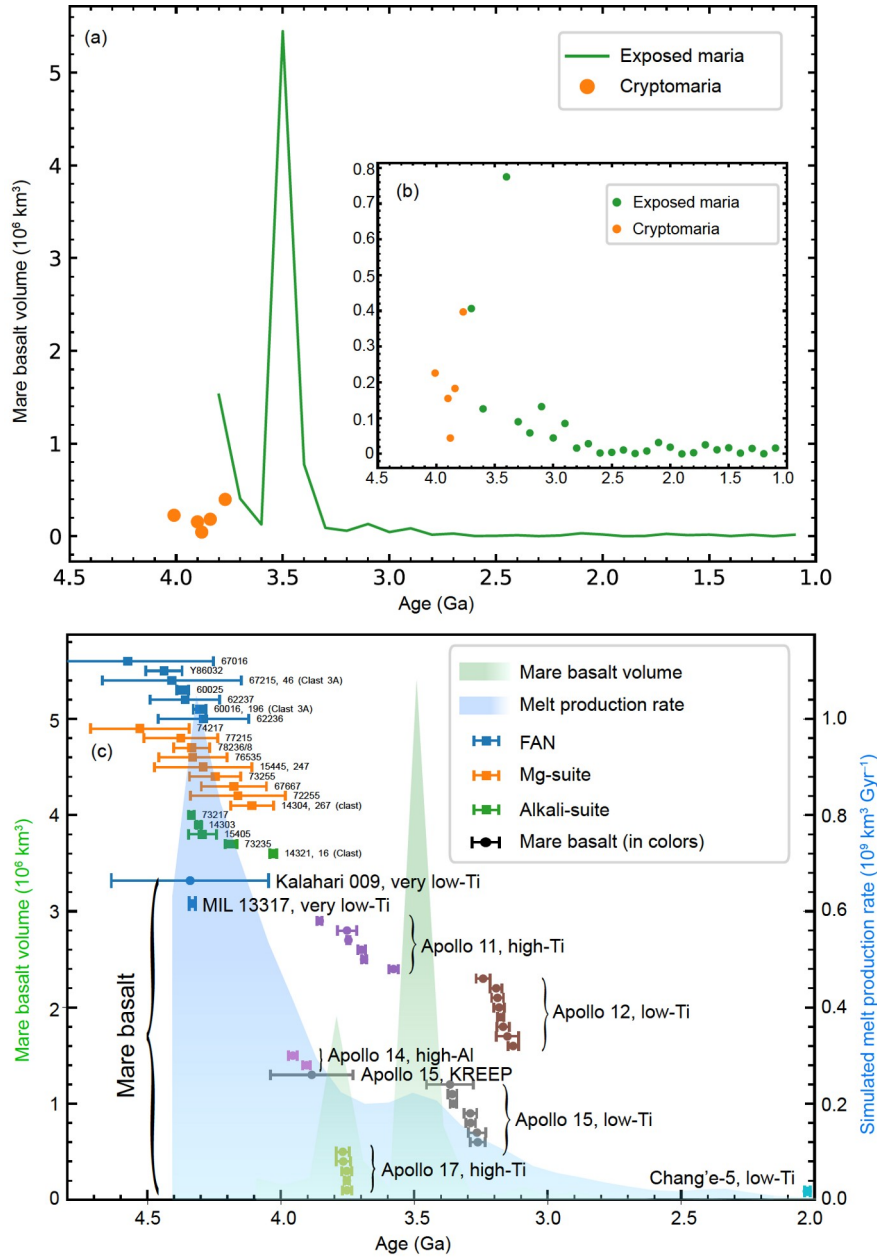 (a)
Exposed maria
Cryptomaria
Mare basalt volume (10⁶ km³)
5
4
3
2
1
0
4.5 4.0 3.5 3.0 2.5 2.0 1.5 1.0
Age (Ga)
(b)
Exposed maria
Cryptomaria
0.8
0.7
0.6
0.5
0.4
0.3
0.2
0.1
0
4.5 4.0 3.5 3.0 2.5 2.0 1.5 1.0
(c)
Mare basalt volume
Melt production rate
FAN
Mg-suite
Alkali-suite
Mare basalt (in colors)
67016
Y86032
67215, 46 (Clast 3A)
60025
62237
60016, 196 (Clast 3A)
62236
74217
77215
78236/8
76535
15445, 247
73255
67667
72255
14304, 267 (clast)
73217
14303
15405
73235
14321, 16 (Clast)
Kalahari 009, very low-Ti
MIL 13317, very low-Ti
Apollo 11, high-Ti
Apollo 12, low-Ti
Apollo 14, high-Al
Apollo 15, KREEP
Apollo 15, low-Ti
Apollo 17, high-Ti
Chang'e-5, low-Ti
Mare basalt
Mare basalt volume (10⁶ km³)
5
4
3
2
1
0
Simulated melt production rate (10⁹ km³ Gyr⁻¹)
1.0
0.8
0.6
0.4
0.2
0.0
4.5 4.0 3.5 3.0 2.5 2.0
Age (Ga)